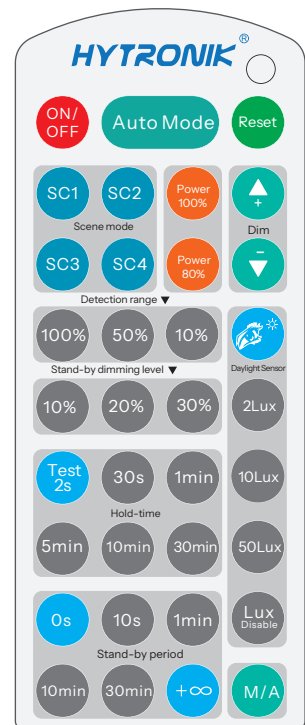 HYTRONIK®
ON/
OFF
Auto Mode
Reset
SC1
SC2
Power
100%
+
Scene mode
Dim
SC3
SC4
Power
80%
−
Detection range ▼
100%
50%
10%
Stand-by dimming level ▼
Daylight Sensor
10%
20%
30%
2Lux
Test
2s
30s
1min
10Lux
Hold-time
5min
10min
30min
50Lux
0s
10s
1min
Lux
Disable
Stand-by period
10min
30min
+∞
M/A